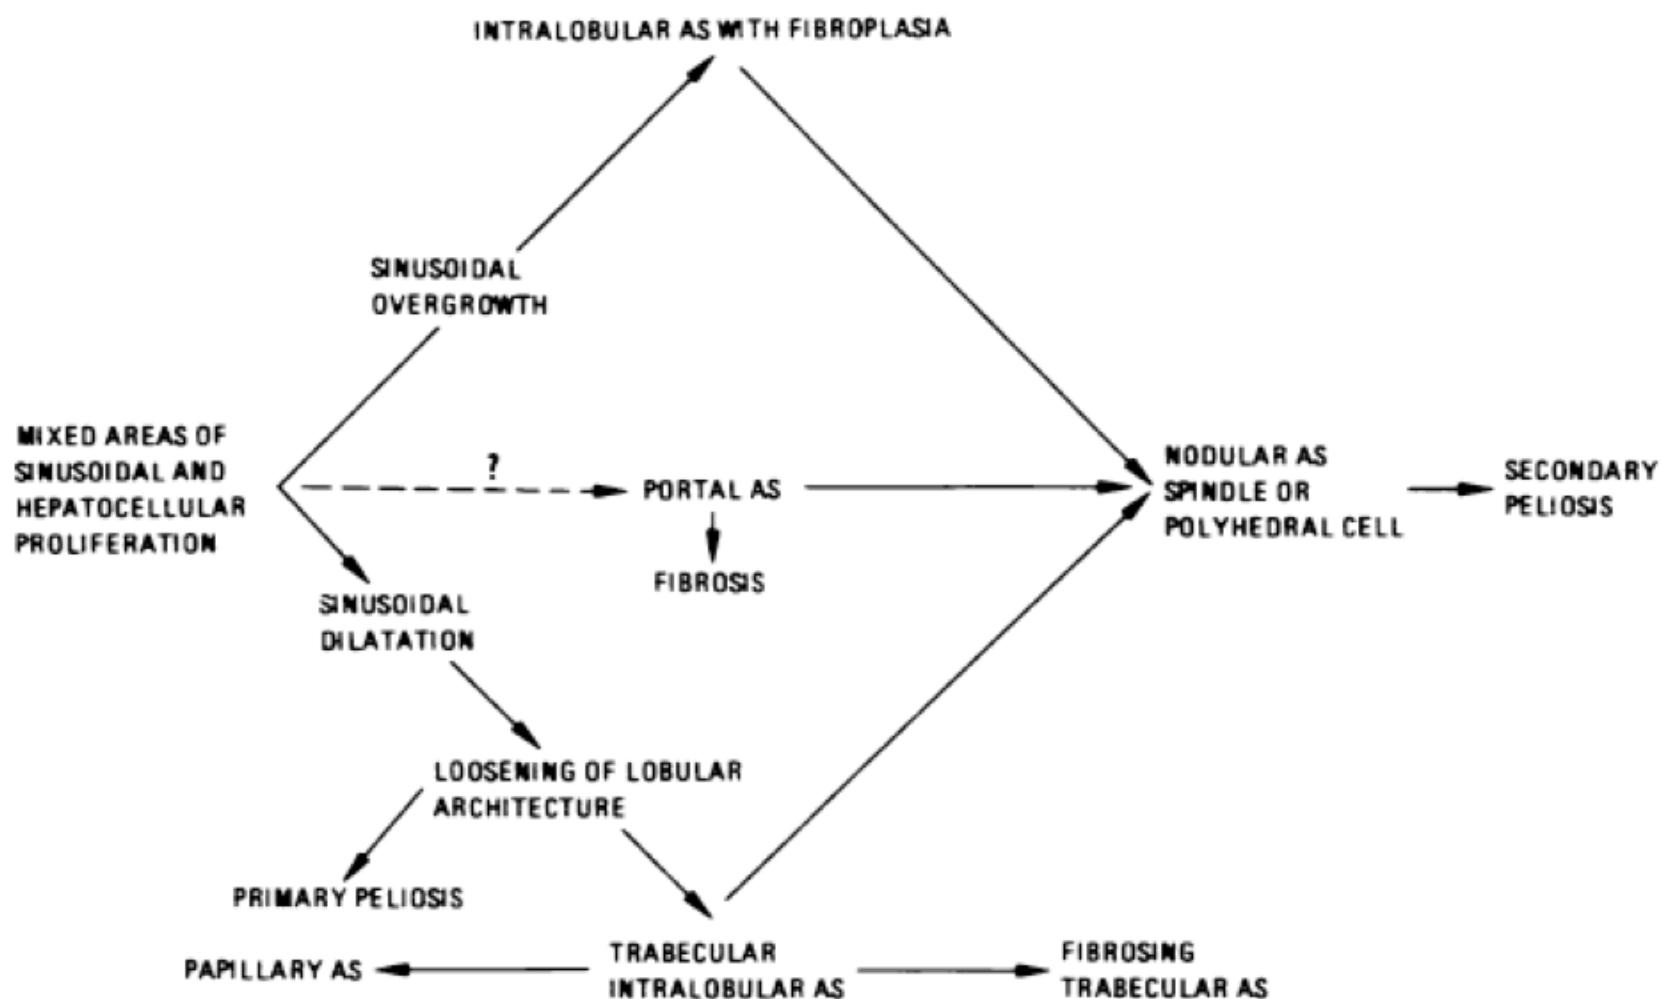 INTRALOBULAR AS WITH FIBROPLASIA
SINUSOIDAL
OVERGROWTH
MIXED AREAS OF
SINUSOIDAL AND
HEPATOCELLULAR
PROLIFERATION
?
PORTAL AS
FIBROSIS
NODULAR AS
SPINDLE OR
POLYHEDRAL CELL
SECONDARY
PELIOSIS
SINUSOIDAL
DILATATION
LOOSENING OF LOBULAR
ARCHITECTURE
PRIMARY PELIOSIS
PAPILLARY AS
TRABECULAR
INTRALOBULAR AS
FIBROSING
TRABECULAR AS